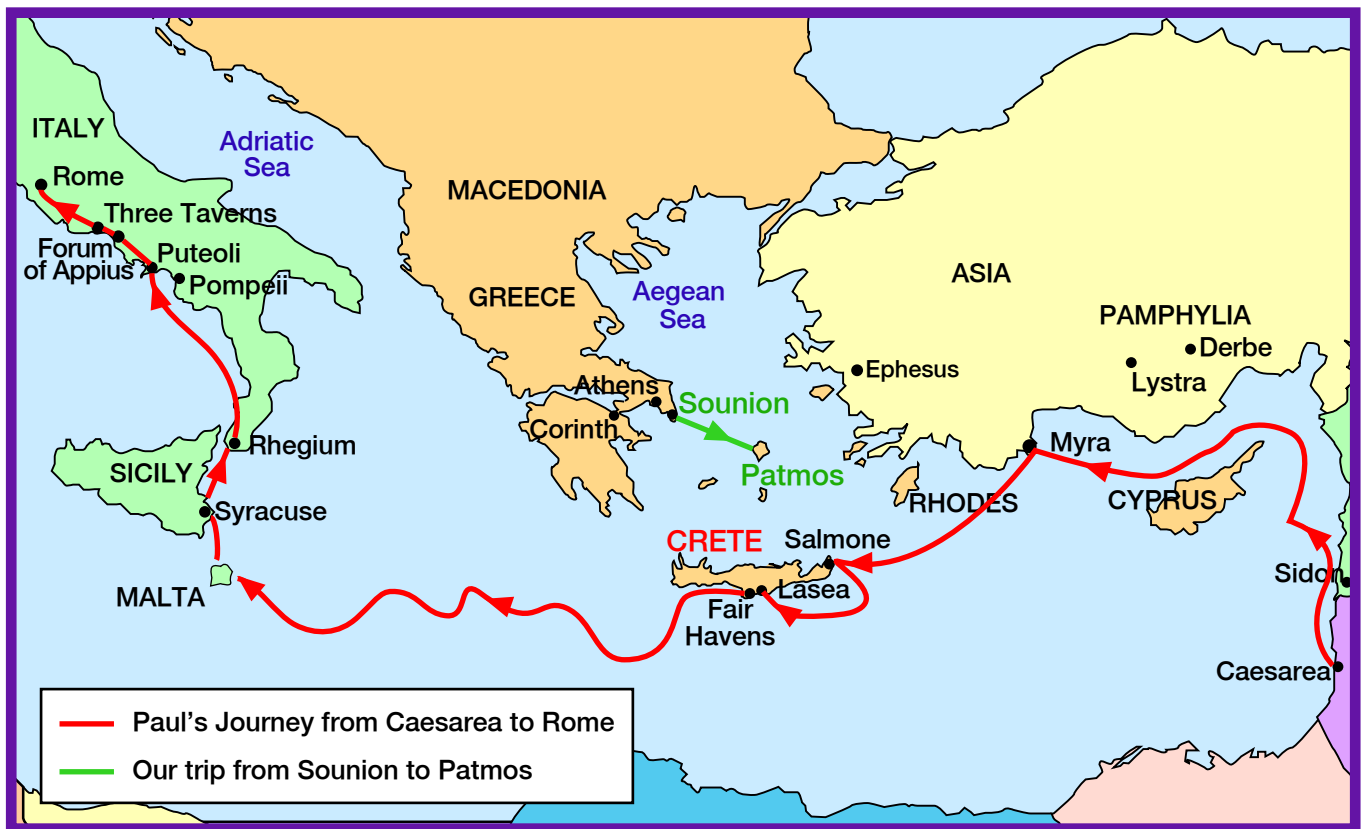 ITALY
Adriatic
Sea
Rome
MACEDONIA
Three Taverns
Forum
of Appius
Puteoli
Pompeii
GREECE
Aegean
Sea
ASIA
PAMPHYLIA
Derbe
Lystra
Ephesus
Athens
Sounion
Corinth
Patmos
Rhegium
SICILY
Syracuse
Myra
RHODES
CYPRUS
CRETE
Salmone
Lasea
Fair
Havens
MALTA
Sidon
Caesarea
Paul’s Journey from Caesarea to Rome
Our trip from Sounion to Patmos